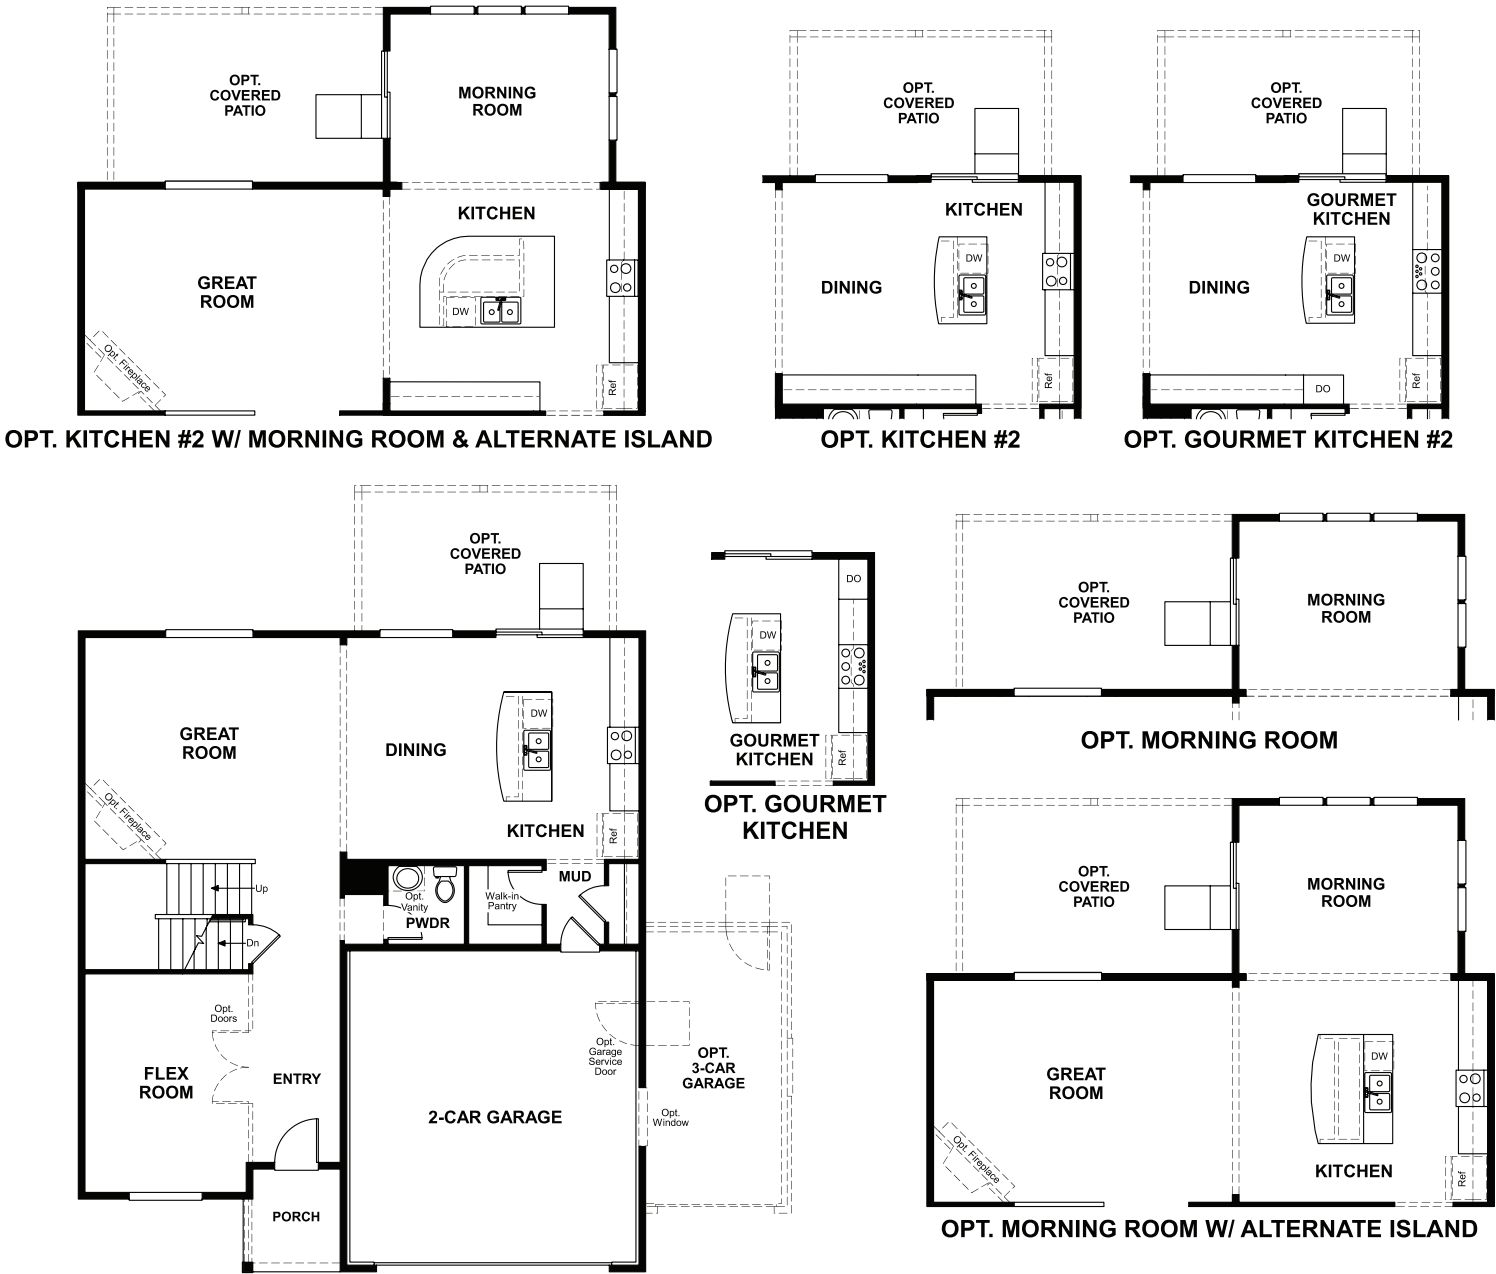 OPT.
COVERED
PATIO
MORNING
ROOM
KITCHEN
GREAT
ROOM
DW
Opt. Fireplace
Ref
OPT. KITCHEN #2 W/ MORNING ROOM & ALTERNATE ISLAND
OPT.
COVERED
PATIO
KITCHEN
DW
DINING
Ref
OPT. KITCHEN #2
OPT.
COVERED
PATIO
GOURMET
KITCHEN
DW
DINING
Ref
DO
OPT. GOURMET KITCHEN #2
OPT.
COVERED
PATIO
GREAT
ROOM
DINING
DW
KITCHEN
Ref
Opt. Fireplace
Up
Dn
Opt.
Vanity
PWDR
Walk-in
Pantry
MUD
Opt.
Doors
FLEX
ROOM
ENTRY
PORCH
2-CAR GARAGE
Opt.
Garage
Service
Door
Opt.
Window
OPT.
3-CAR
GARAGE
DO
DW
GOURMET
KITCHEN
Ref
OPT. GOURMET
KITCHEN
OPT.
COVERED
PATIO
MORNING
ROOM
OPT. MORNING ROOM
OPT.
COVERED
PATIO
MORNING
ROOM
GREAT
ROOM
DW
KITCHEN
Opt. Fireplace
Ref
OPT. MORNING ROOM W/ ALTERNATE ISLAND